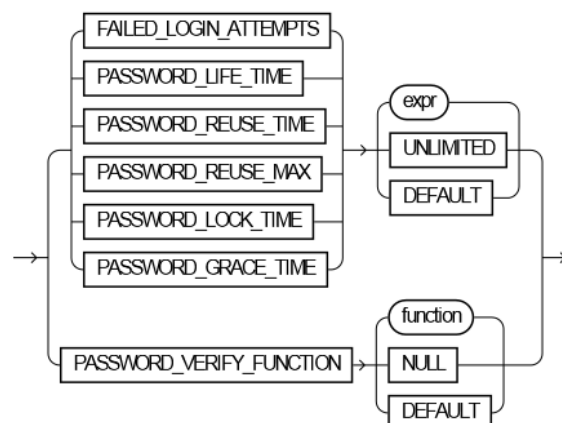 FAILED_LOGIN_ATTEMPTS
PASSWORD_LIFE_TIME
PASSWORD_REUSE_TIME
PASSWORD_REUSE_MAX
PASSWORD_LOCK_TIME
PASSWORD_GRACE_TIME
expr
UNLIMITED
DEFAULT
PASSWORD_VERIFY_FUNCTION
function
NULL
DEFAULT